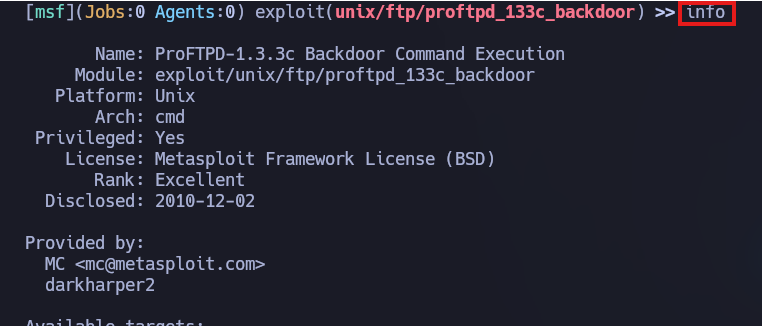 [msf](Jobs:0 Agents:0) exploit(unix/ftp/proftpd_133c_backdoor) >> info
Name: ProFTPD-1.3.3c Backdoor Command Execution
Module: exploit/unix/ftp/proftpd_133c_backdoor
Platform: Unix
Arch: cmd
Privileged: Yes
License: Metasploit Framework License (BSD)
Rank: Excellent
Disclosed: 2010-12-02
Provided by:
MC <mc@metasploit.com>
darkharper2
Available targets: